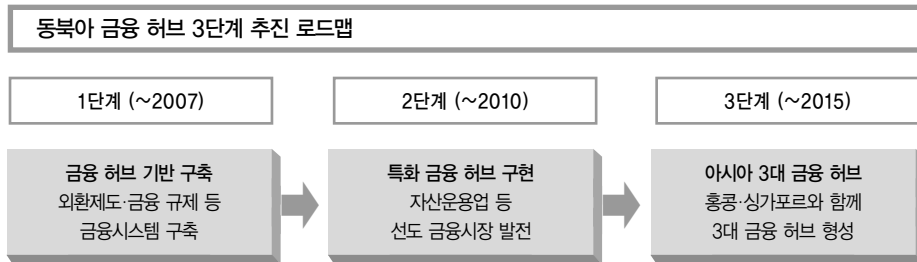 동북아 금융 허브 3단계 추진 로드맵
1단계 (~2007)
금융 허브 기반 구축
외환제도·금융 규제 등
금융시스템 구축
2단계 (~2010)
특화 금융 허브 구현
자산운용업 등
선도 금융시장 발전
3단계 (~2015)
아시아 3대 금융 허브
홍콩·싱가포르와 함께
3대 금융 허브 형성